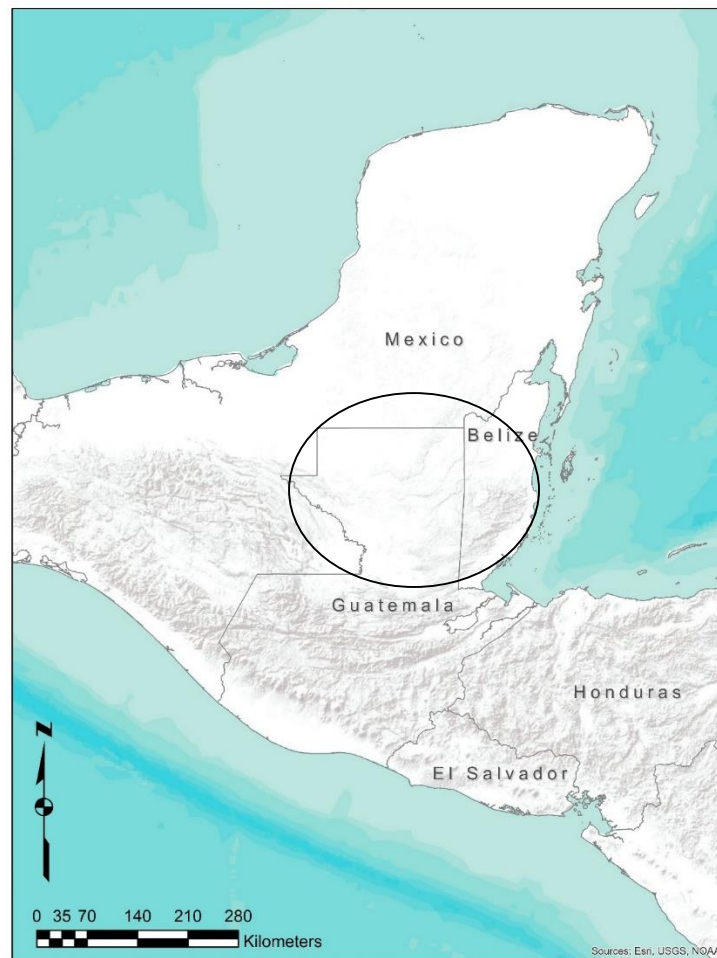 Mexico
Belize
Guatemala
Honduras
El Salvador
N
0 35 70 140 210 280
Kilometers
Sources: Esri, USGS, NOAA